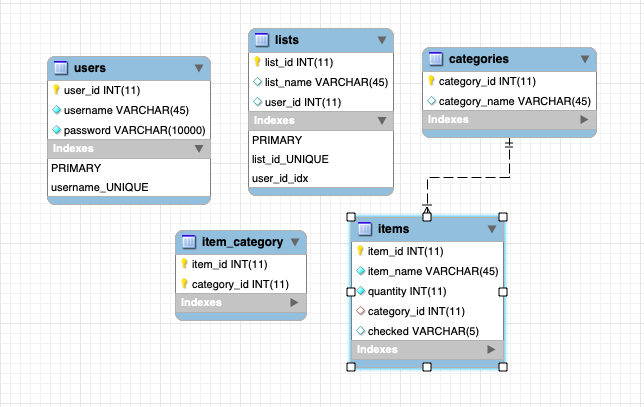 users
user_id INT(11)
username VARCHAR(45)
password VARCHAR(10000)
Indexes
PRIMARY
username_UNIQUE
lists
list_id INT(11)
list_name VARCHAR(45)
user_id INT(11)
Indexes
PRIMARY
list_id_UNIQUE
user_id_idx
categories
category_id INT(11)
category_name VARCHAR(45)
Indexes
item_category
item_id INT(11)
category_id INT(11)
Indexes
items
item_id INT(11)
item_name VARCHAR(45)
quantity INT(11)
category_id INT(11)
checked VARCHAR(5)
Indexes